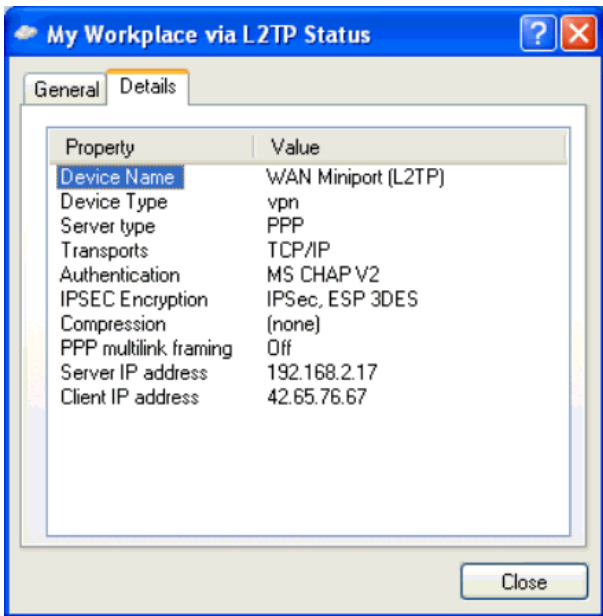 My Workplace via L2TP Status
General Details
Property Value
Device Name WAN Miniport (L2TP)
Device Type vpn
Server type PPP
Transports TCP/IP
Authentication MS CHAP V2
IPSEC Encryption IPSec, ESP 3DES
Compression (none)
PPP multilink framing Off
Server IP address 192.168.2.17
Client IP address 42.65.76.67
Close